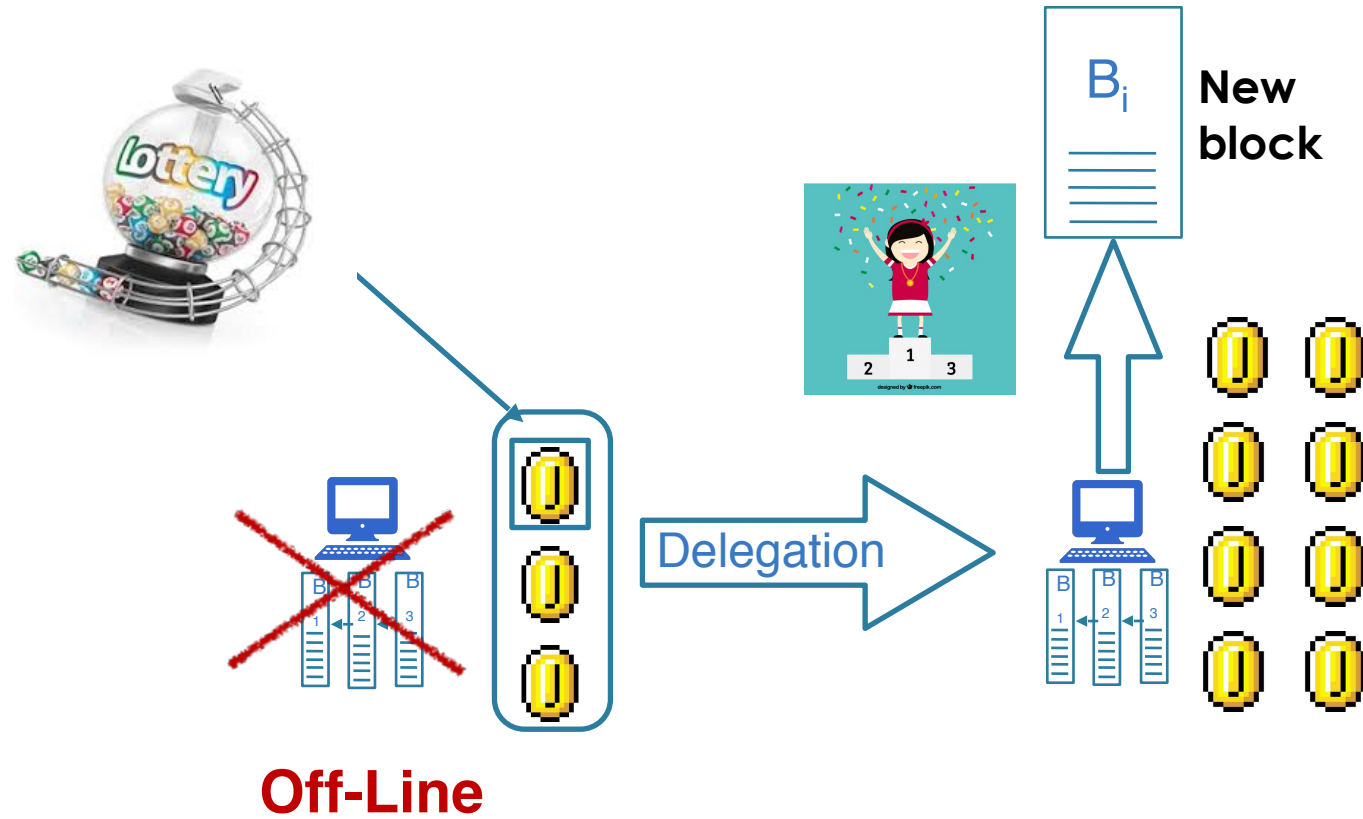 Lottery
B
i
New
block
2 1 3
designed by freepik.com
Delegation
B B B
1 2 3
B B B
1 2 3
Off-Line